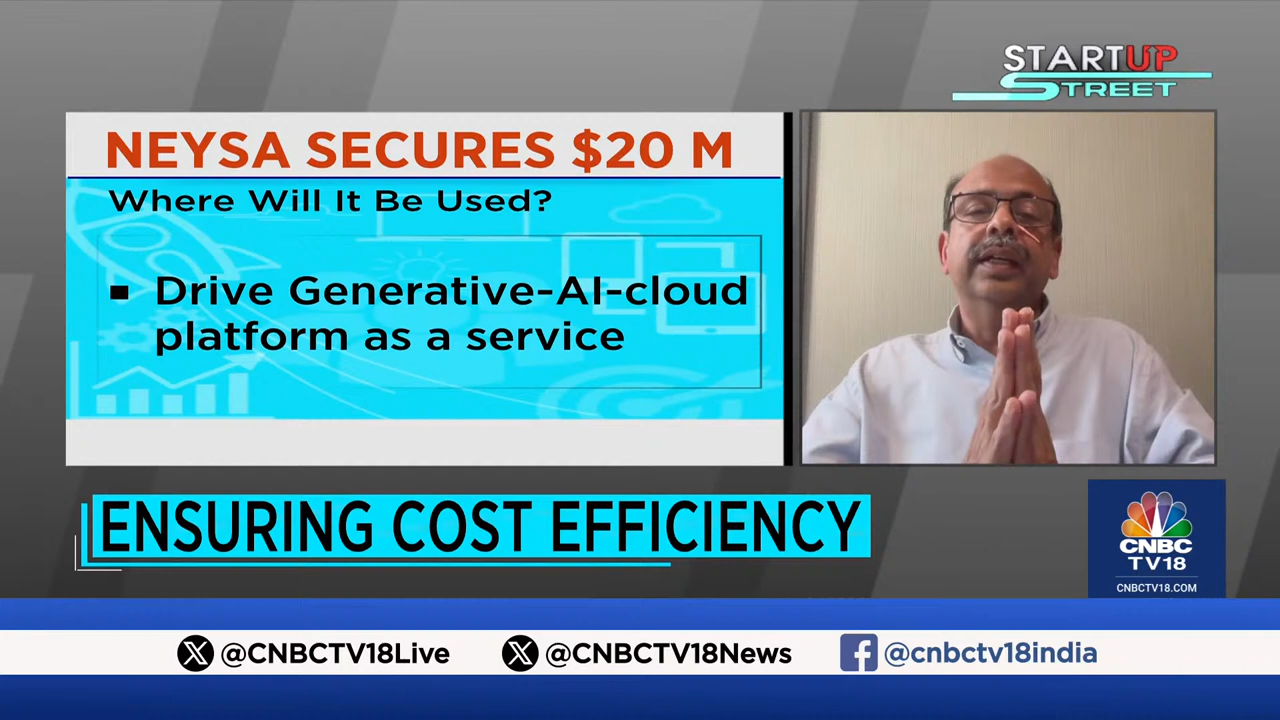 STARTUP
STREET
NEYSA SECURES $20 M
Where Will It Be Used?
▪ Drive Generative-AI-cloud
platform as a service
ENSURING COST EFFICIENCY
CNBC
TV18
CNBCTV18.COM
@CNBCTV18Live
@CNBCTV18News
@cnbctv18india